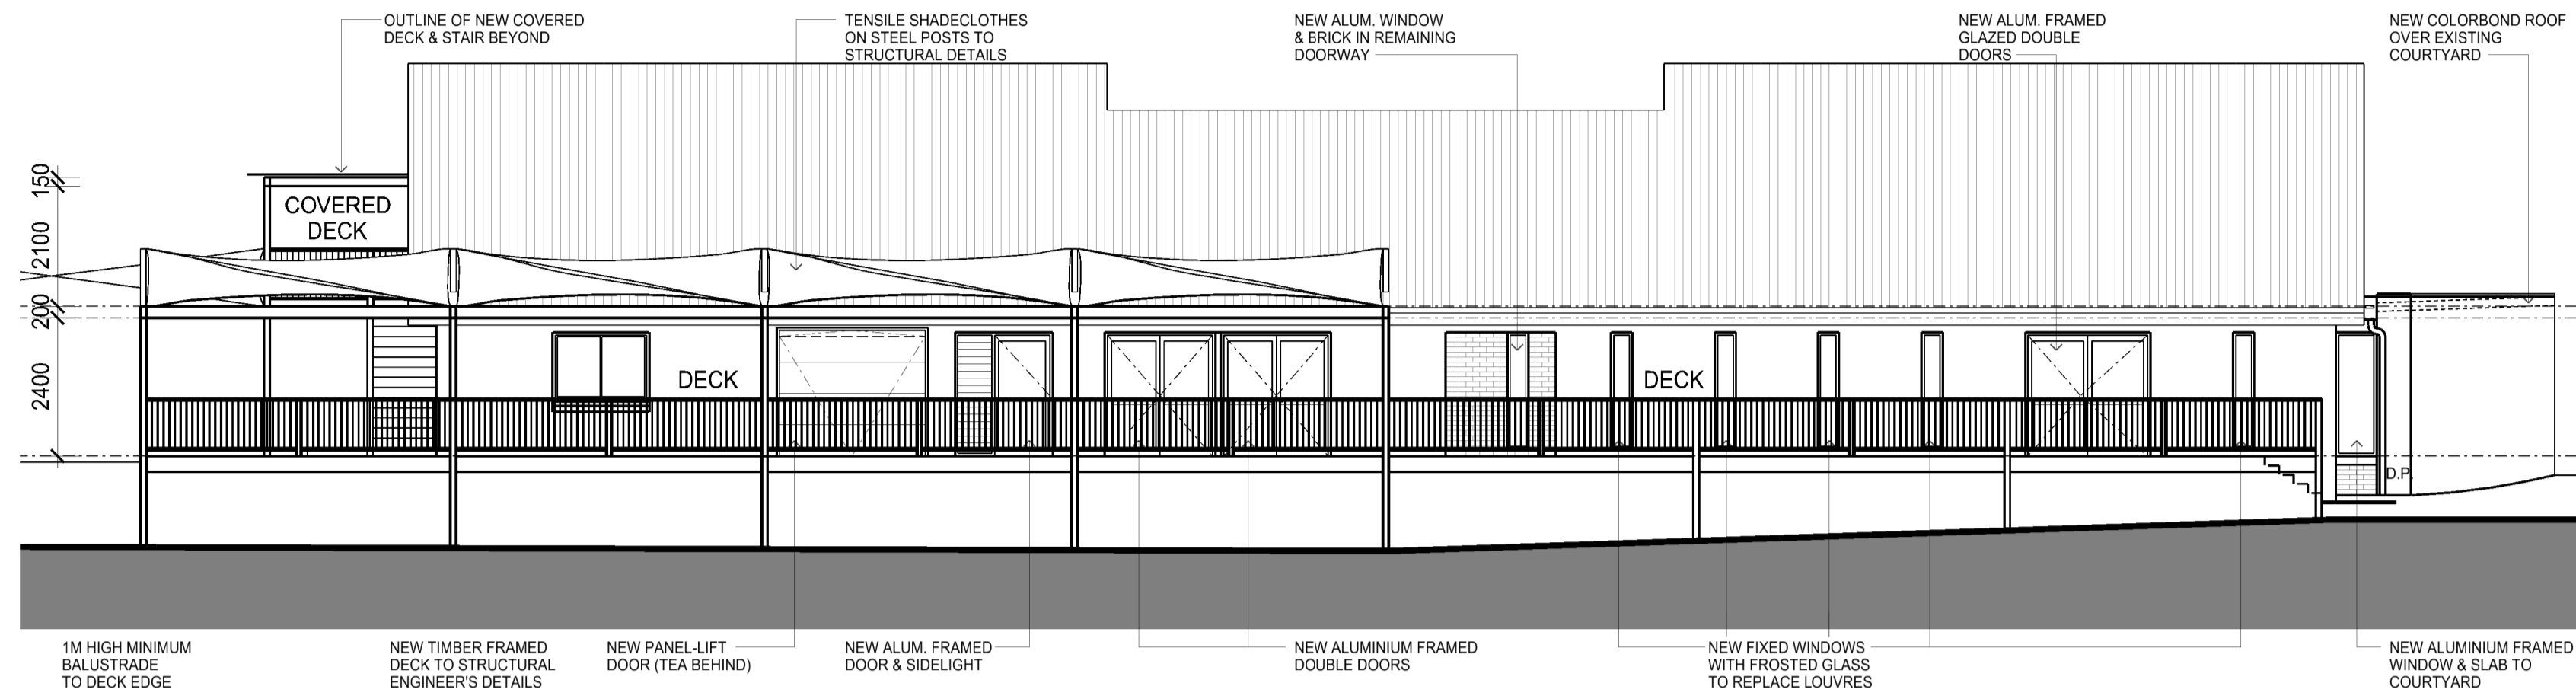 OUTLINE OF NEW COVERED
DECK & STAIR BEYOND
TENSILE SHADECLOTHES
ON STEEL POSTS TO
STRUCTURAL DETAILS
NEW ALUM. WINDOW
& BRICK IN REMAINING
DOORWAY
NEW ALUM. FRAMED
GLAZED DOUBLE
DOORS
NEW COLORBOND ROOF
OVER EXISTING
COURTYARD
150
2100
200
2400
COVERED
DECK
DECK
DECK
D.P.
1M HIGH MINIMUM
BALUSTRADE
TO DECK EDGE
NEW TIMBER FRAMED
DECK TO STRUCTURAL
ENGINEER'S DETAILS
NEW PANEL-LIFT
DOOR (TEA BEHIND)
NEW ALUM. FRAMED
DOOR & SIDELIGHT
NEW ALUMINIUM FRAMED
DOUBLE DOORS
NEW FIXED WINDOWS
WITH FROSTED GLASS
TO REPLACE LOUVRES
NEW ALUMINIUM FRAMED
WINDOW & SLAB TO
COURTYARD